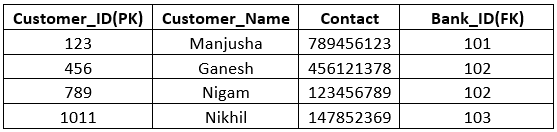 Customer_ID(PK) Customer_Name Contact Bank_ID(FK)
123 Manjusha 789456123 101
456 Ganesh 456121378 102
789 Nigam 123456789 102
1011 Nikhil 147852369 103